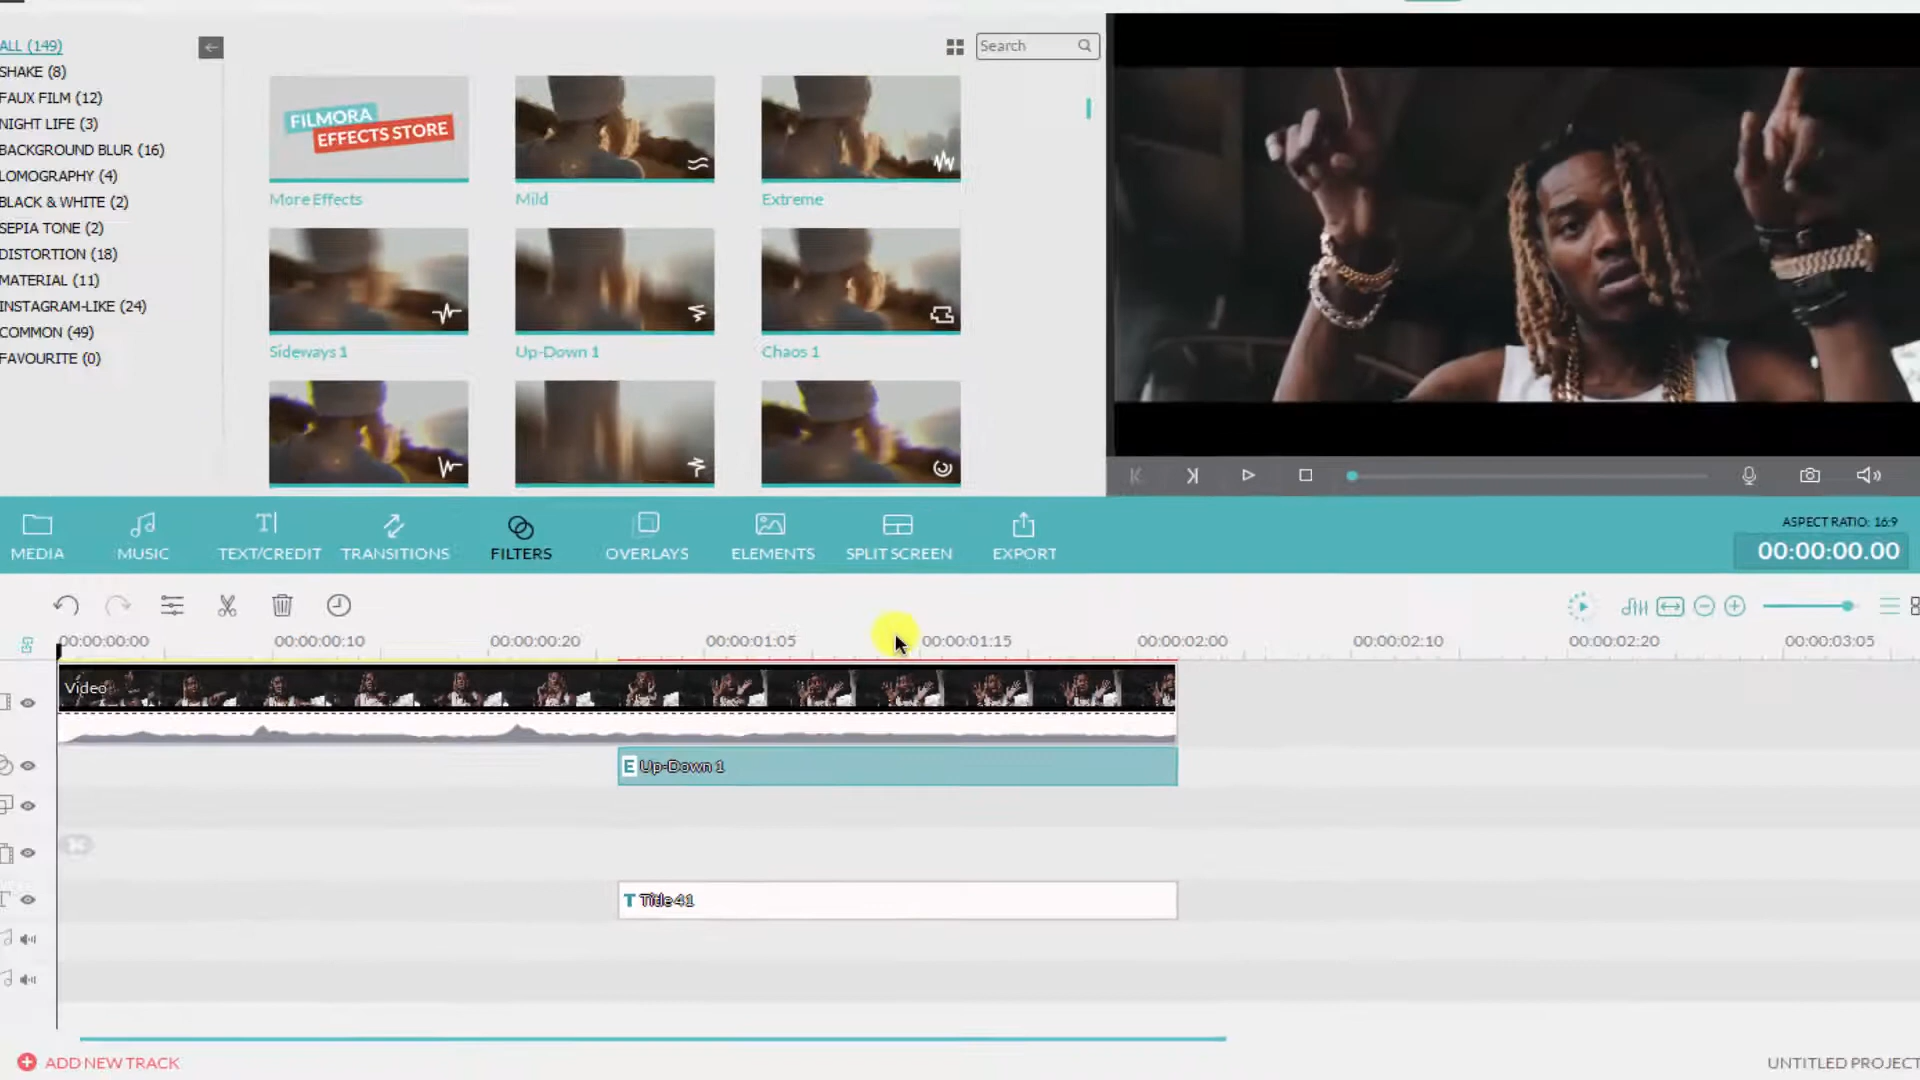 ALL (149)
SHAKE (8)
FAUX FILM (12)
NIGHT LIFE (3)
BACKGROUND BLUR (16)
LOMOGRAPHY (4)
BLACK & WHITE (2)
SEPIA TONE (2)
DISTORTION (18)
MATERIAL (11)
INSTAGRAM-LIKE (24)
COMMON (49)
FAVOURITE (0)
Search
FILMORA
EFFECTS STORE
More Effects
Mild
Extreme
Sideways 1
Up-Down 1
Chaos 1
MEDIA
MUSIC
TEXT/CREDIT
TRANSITIONS
FILTERS
OVERLAYS
ELEMENTS
SPLIT SCREEN
EXPORT
ASPECT RATIO: 16:9
00:00:00.00
00:00:00:00
00:00:00:10
00:00:00:20
00:00:01:05
00:00:01:15
00:00:02:00
00:00:02:10
00:00:02:20
00:00:03:05
Video
E Up-Down 1
T Title 41
ADD NEW TRACK
UNTITLED PROJECT